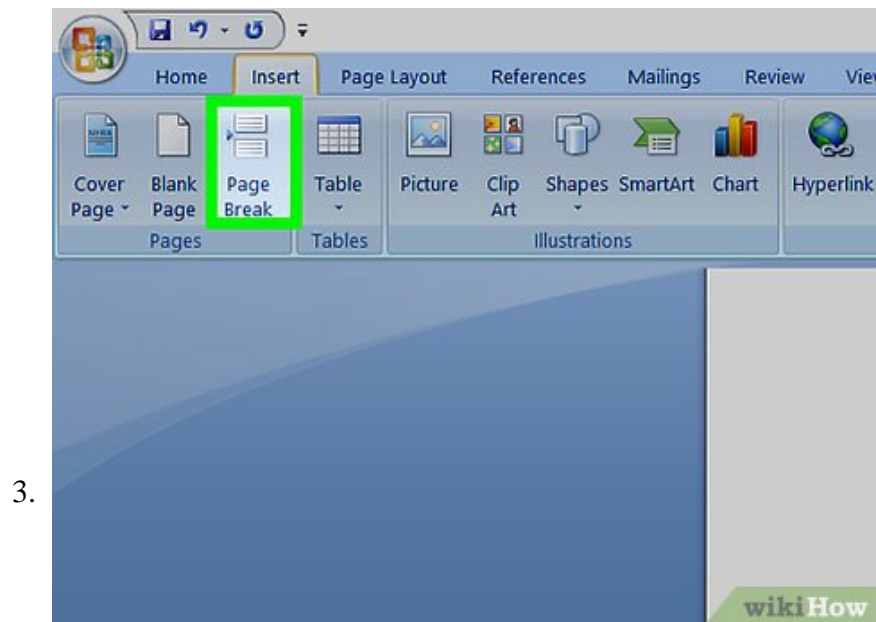 Home Insert Page Layout References Mailings Review
Cover Blank Page Table Picture Clip Shapes SmartArt Chart Hyperlink
Page Page Break Art
Pages Tables Illustrations
3.
wikiHow